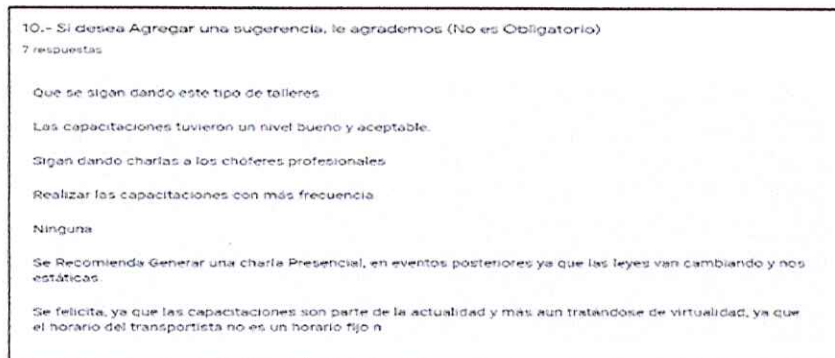 10.- Si desea Agregar una sugerencia, le agrademos (No es Obligatorio)
7 respuestas
Que se sigan dando este tipo de talleres
Las capacitaciones tuvieron un nivel bueno y aceptable.
Sigan dando charlas a los chóferes profesionales
Realizar las capacitaciones con más frecuencia
Ninguna
Se Recomienda Generar una charla Presencial, en eventos posteriores ya que las leyes van cambiando y nos
estáticas.
Se felicita, ya que las capacitaciones son parte de la actualidad y más aun tratándose de virtualidad, ya que
el horario del transportista no es un horario fijo n